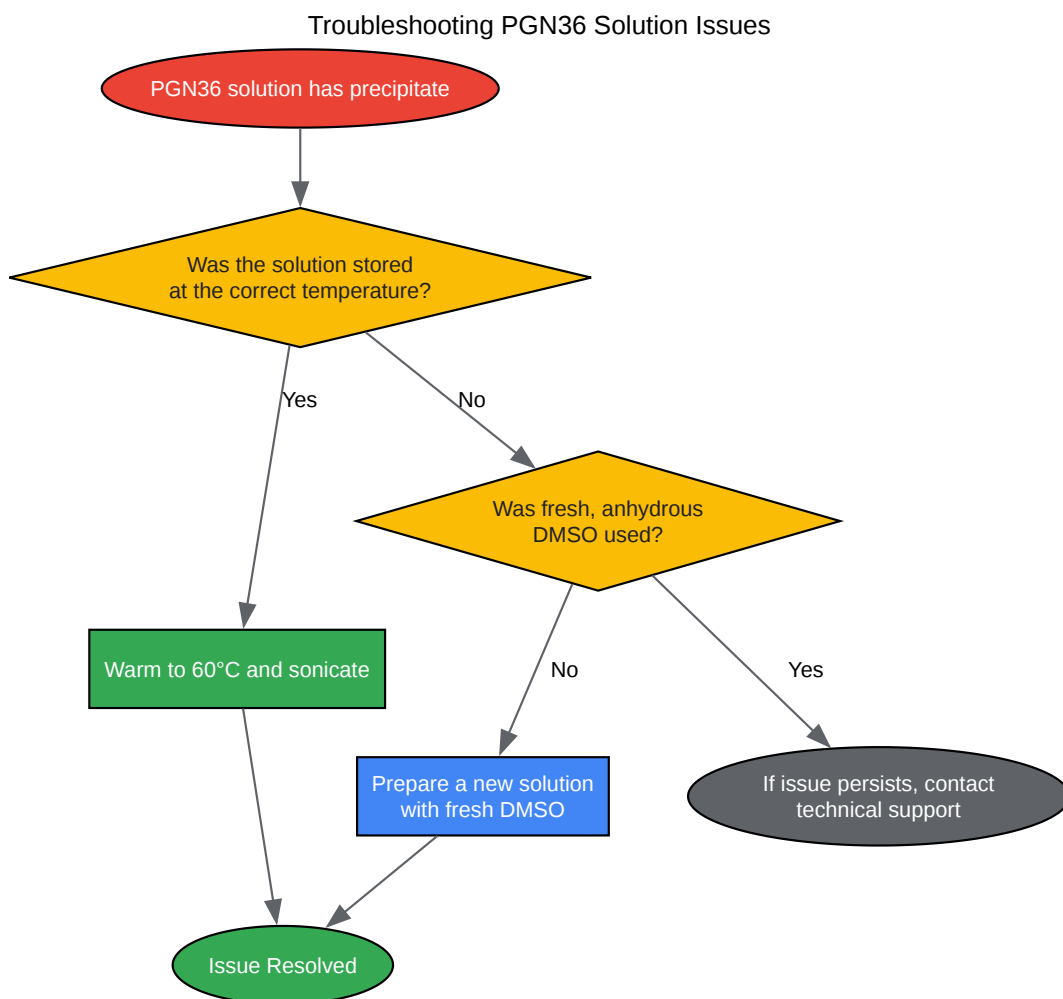 Troubleshooting PGN36 Solution Issues
PGN36 solution has precipitate
Was the solution stored
at the correct temperature?
Yes
No
Was fresh, anhydrous
DMSO used?
Warm to 60°C and sonicate
No
Yes
Prepare a new solution
with fresh DMSO
If issue persists, contact
technical support
Issue Resolved